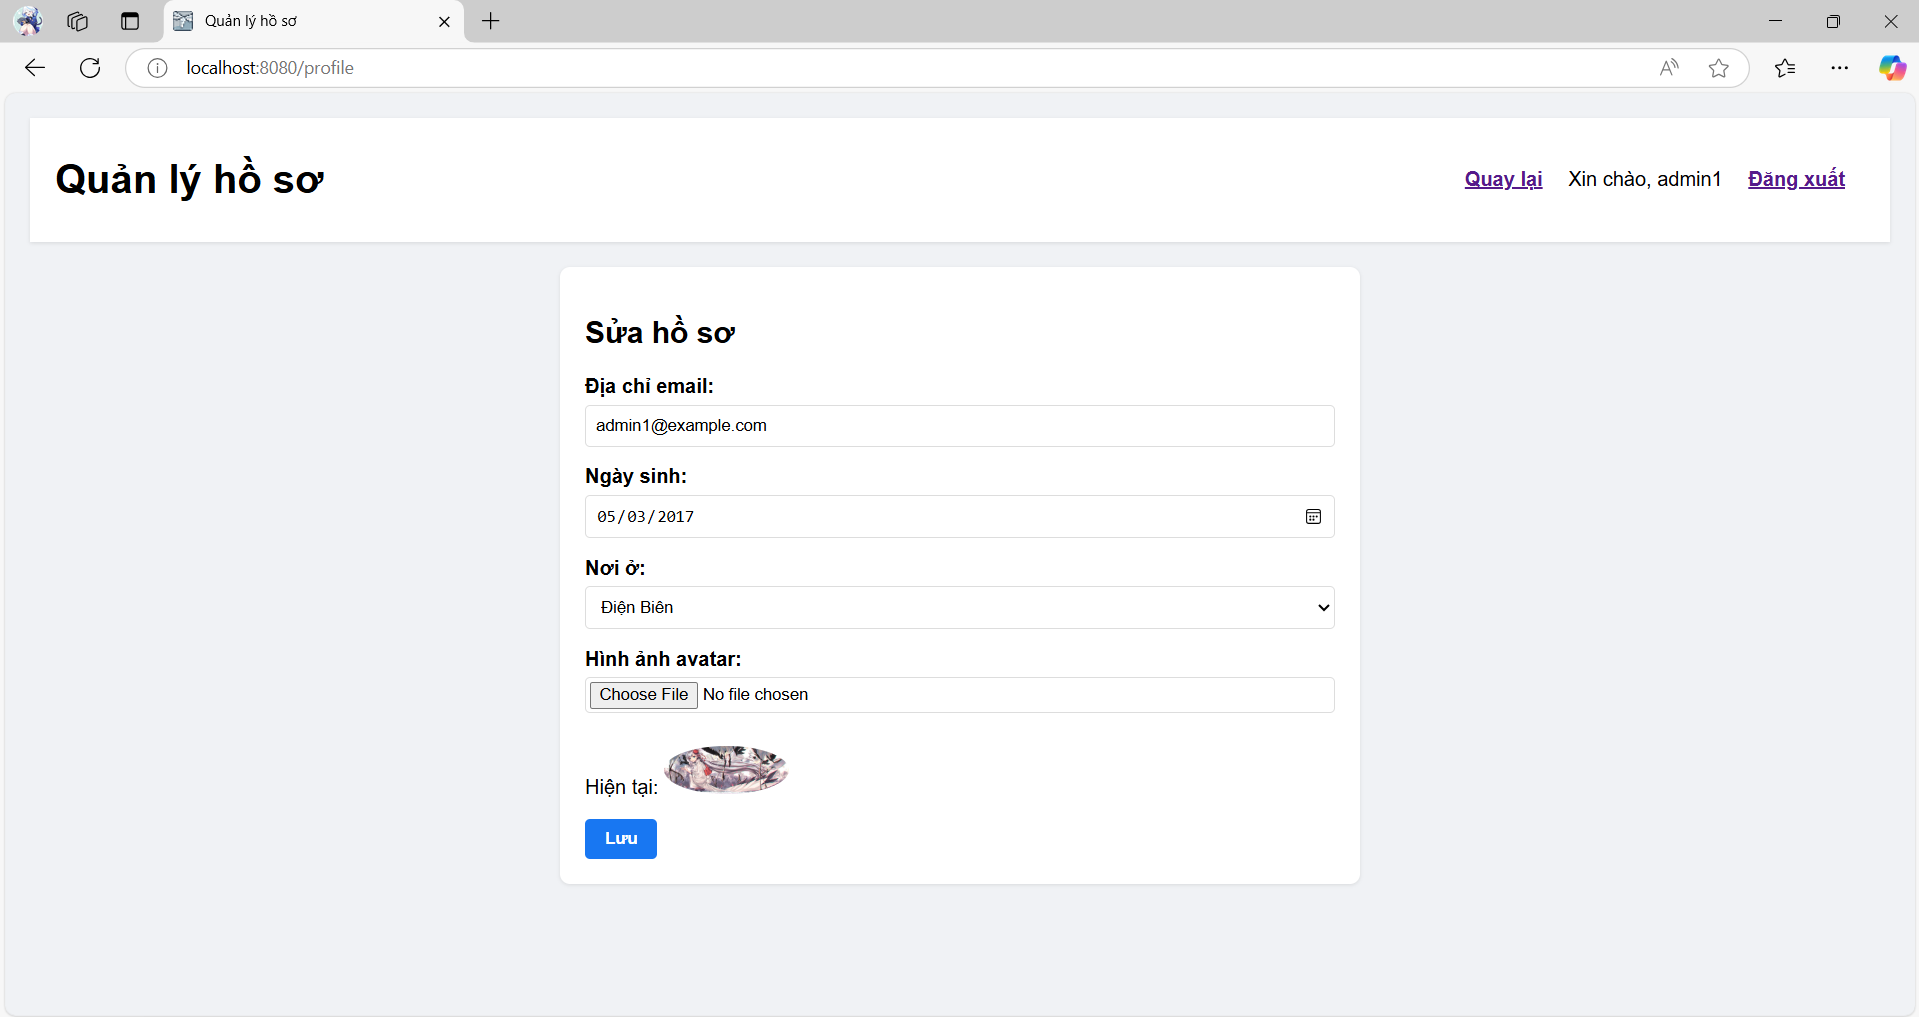 Quản lý hồ sơ
localhost:8080/profile
Quản lý hồ sơ
Quay lại Xin chào, admin1 Đăng xuất
Sửa hồ sơ
Địa chỉ email:
admin1@example.com
Ngày sinh:
05/03/2017
Nơi ở:
Điện Biên
Hình ảnh avatar:
Choose File No file chosen
Hiện tại:
Lưu